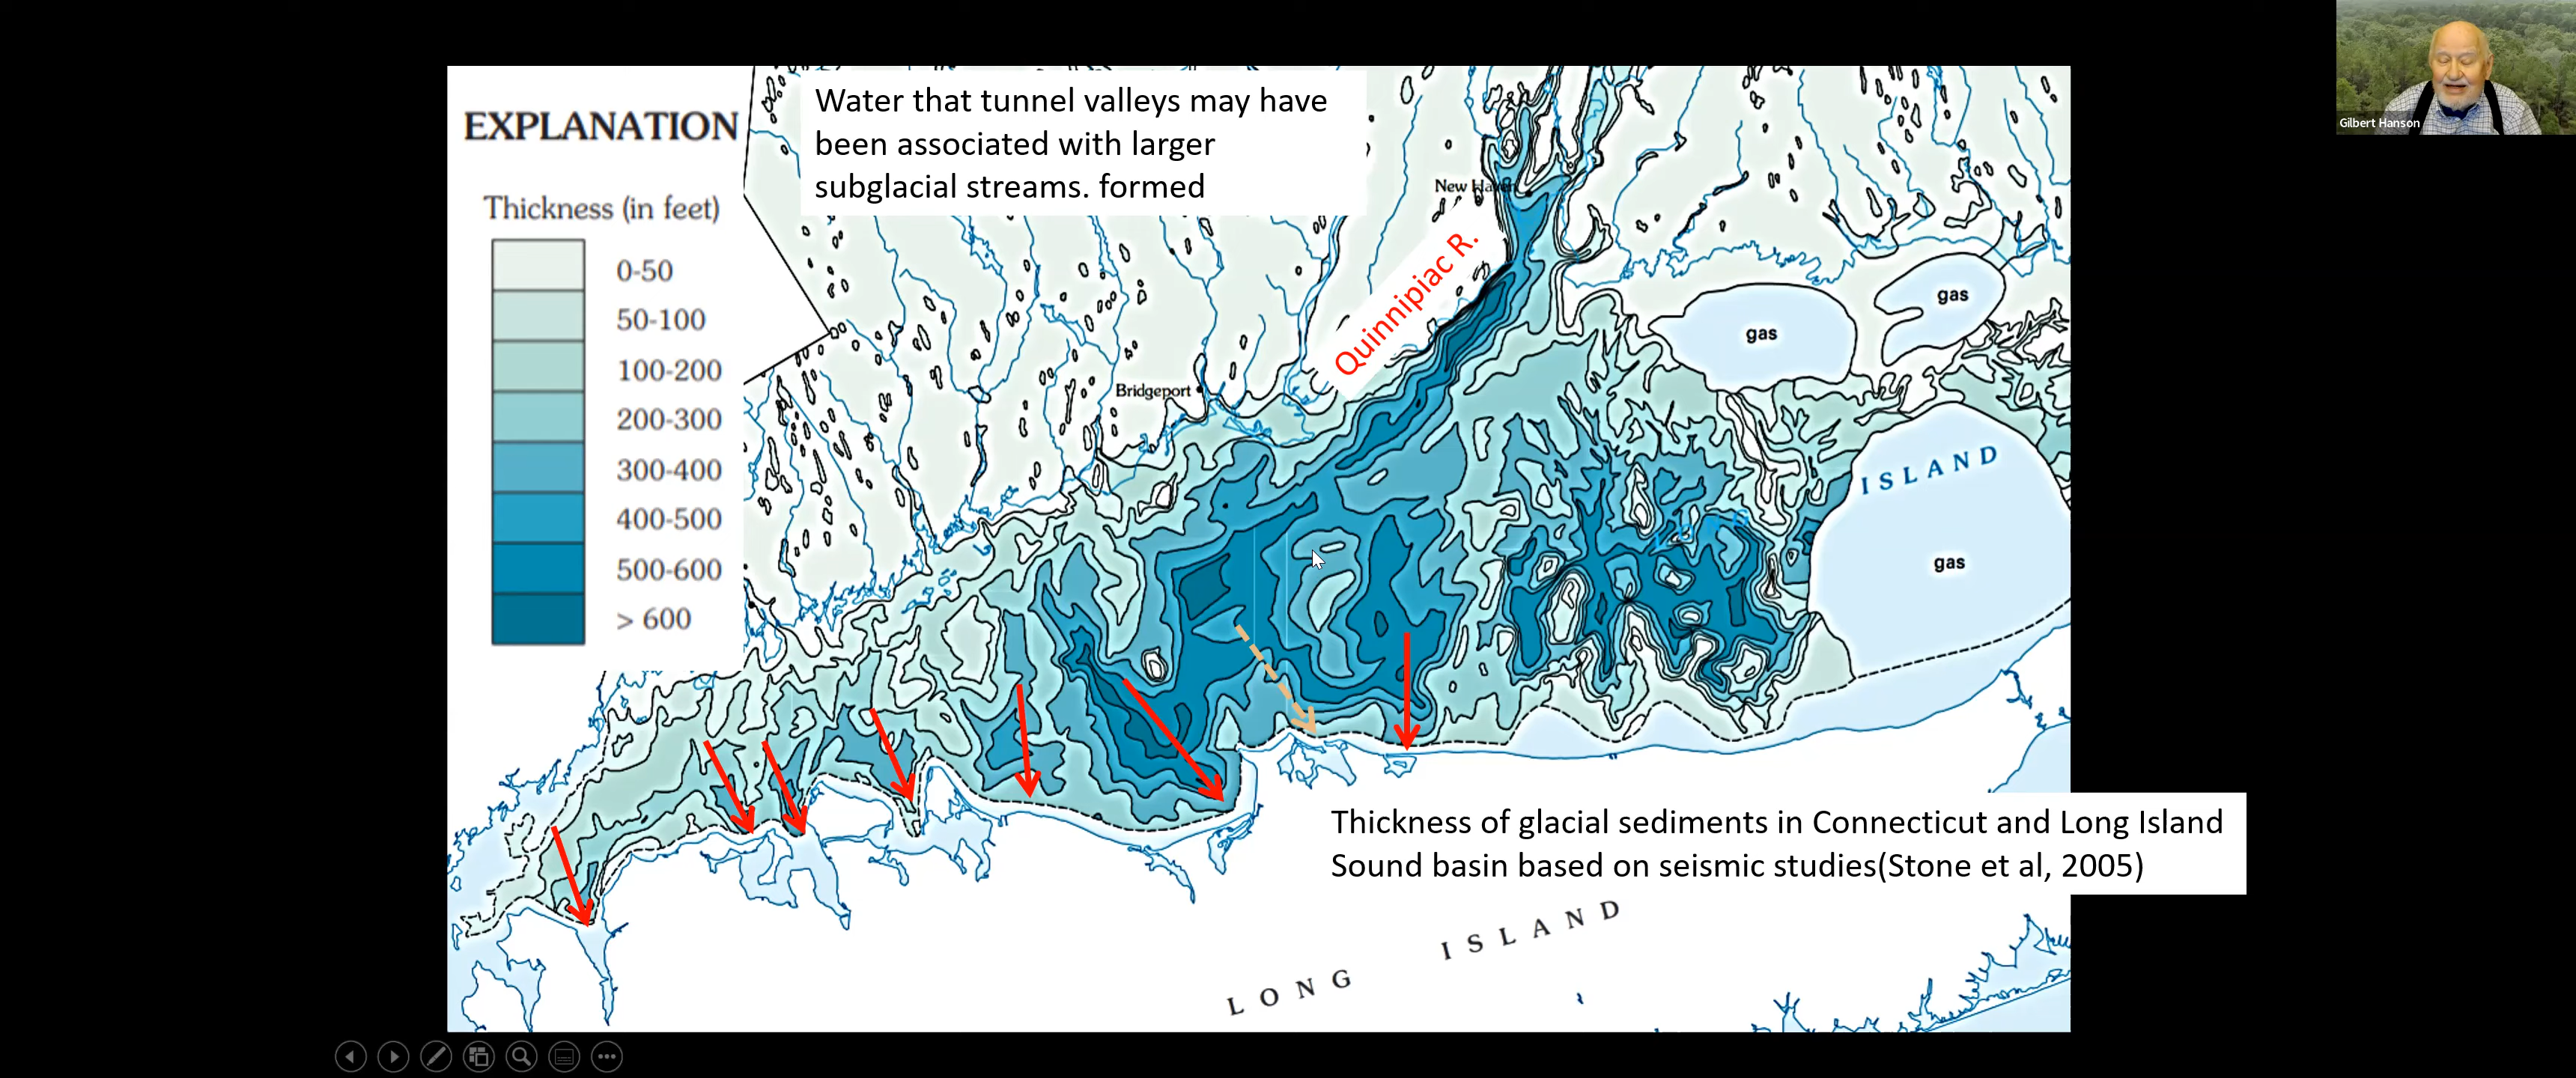 EXPLANATION
Thickness (in feet)
0-50
50-100
100-200
200-300
300-400
400-500
500-600
> 600
Water that tunnel valleys may have
been associated with larger
subglacial streams. formed
New Haven
Quinnipiac R.
Bridgeport
gas
gas
ISLAND
LONG
gas
Thickness of glacial sediments in Connecticut and Long Island
Sound basin based on seismic studies(Stone et al, 2005)
LONG ISLAND
Gilbert Hanson